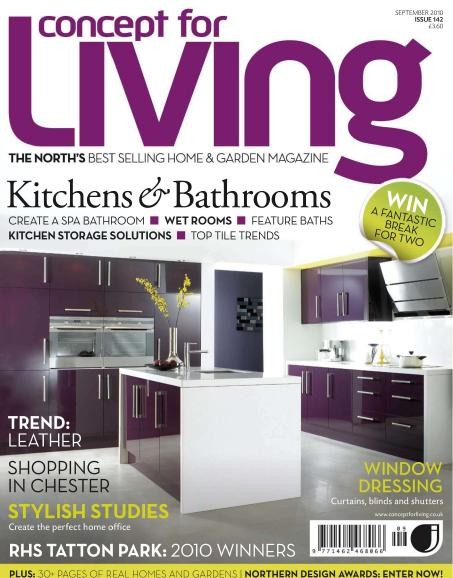 concept for
SEPTEMBER 2010
ISSUE 142
£3.60
LIVING
THE NORTH'S BEST SELLING HOME & GARDEN MAGAZINE
Kitchens & Bathrooms
CREATE A SPA BATHROOM ■ WET ROOMS ■ FEATURE BATHS
KITCHEN STORAGE SOLUTIONS ■ TOP TILE TRENDS
WIN
A FANTASTIC
BREAK
FOR TWO
TREND:
LEATHER
SHOPPING
IN CHESTER
STYLISH STUDIES
Create the perfect home office
WINDOW
DRESSING
Curtains, blinds and shutters
www.conceptforliving.co.uk
09
9 771462 468066
RHS TATTON PARK: 2010 WINNERS
PLUS: 30+ PAGES OF REAL HOMES AND GARDENS | NORTHERN DESIGN AWARDS: ENTER NOW!